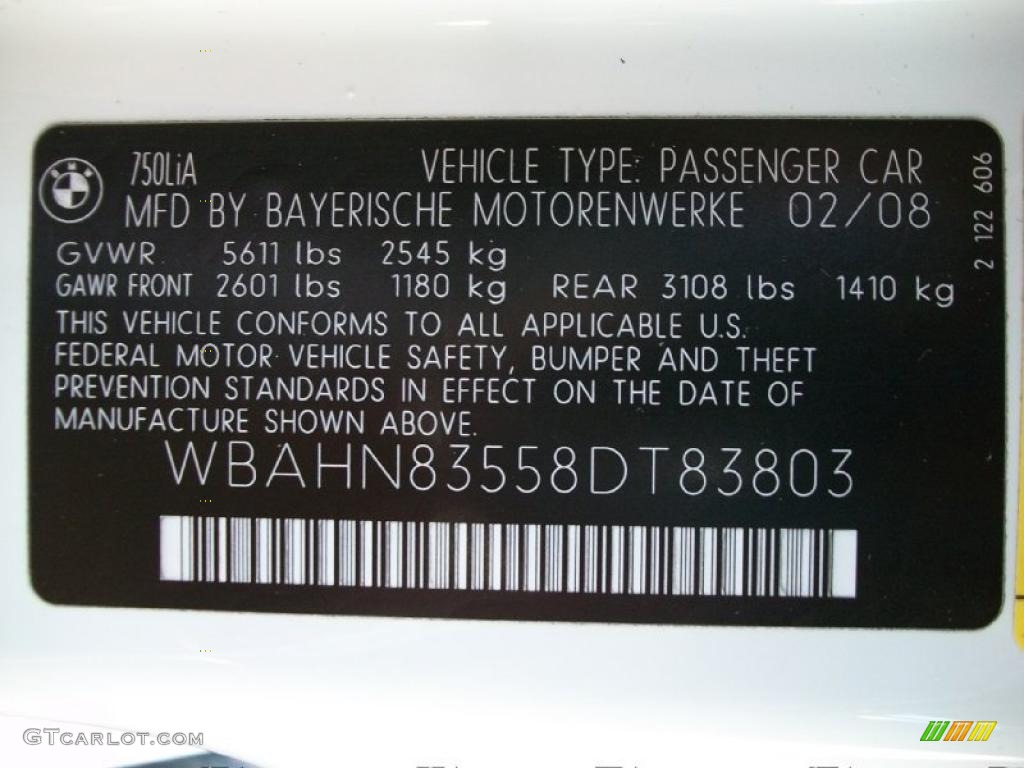 750LiA VEHICLE TYPE: PASSENGER CAR
MFD BY BAYERISCHE MOTORENWERKE 02/08
GVWR 5611 lbs 2545 kg
GAWR FRONT 2601 lbs 1180 kg REAR 3108 lbs 1410 kg
THIS VEHICLE CONFORMS TO ALL APPLICABLE U.S.
FEDERAL MOTOR VEHICLE SAFETY, BUMPER AND THEFT
PREVENTION STANDARDS IN EFFECT ON THE DATE OF
MANUFACTURE SHOWN ABOVE.
WBAHN83558DT83803
2 122 606
GTCARLOT.COM